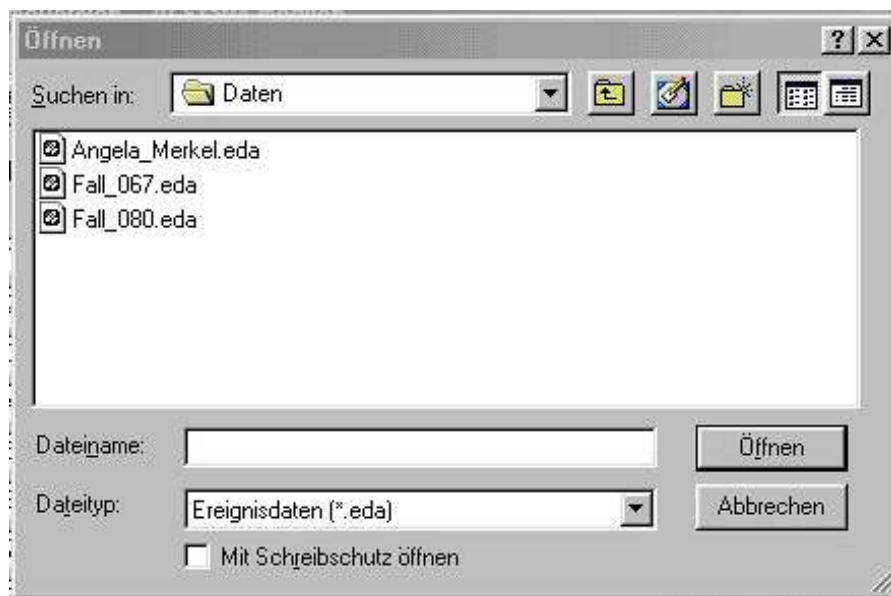 Öffnen
Suchen in: Daten
Angela_Merkel.eda
Fall_067.eda
Fall_080.eda
Dateiname: Öffnen
Dateityp: Ereignisdaten (*.eda) Abbrechen
Mit Schreibschutz öffnen